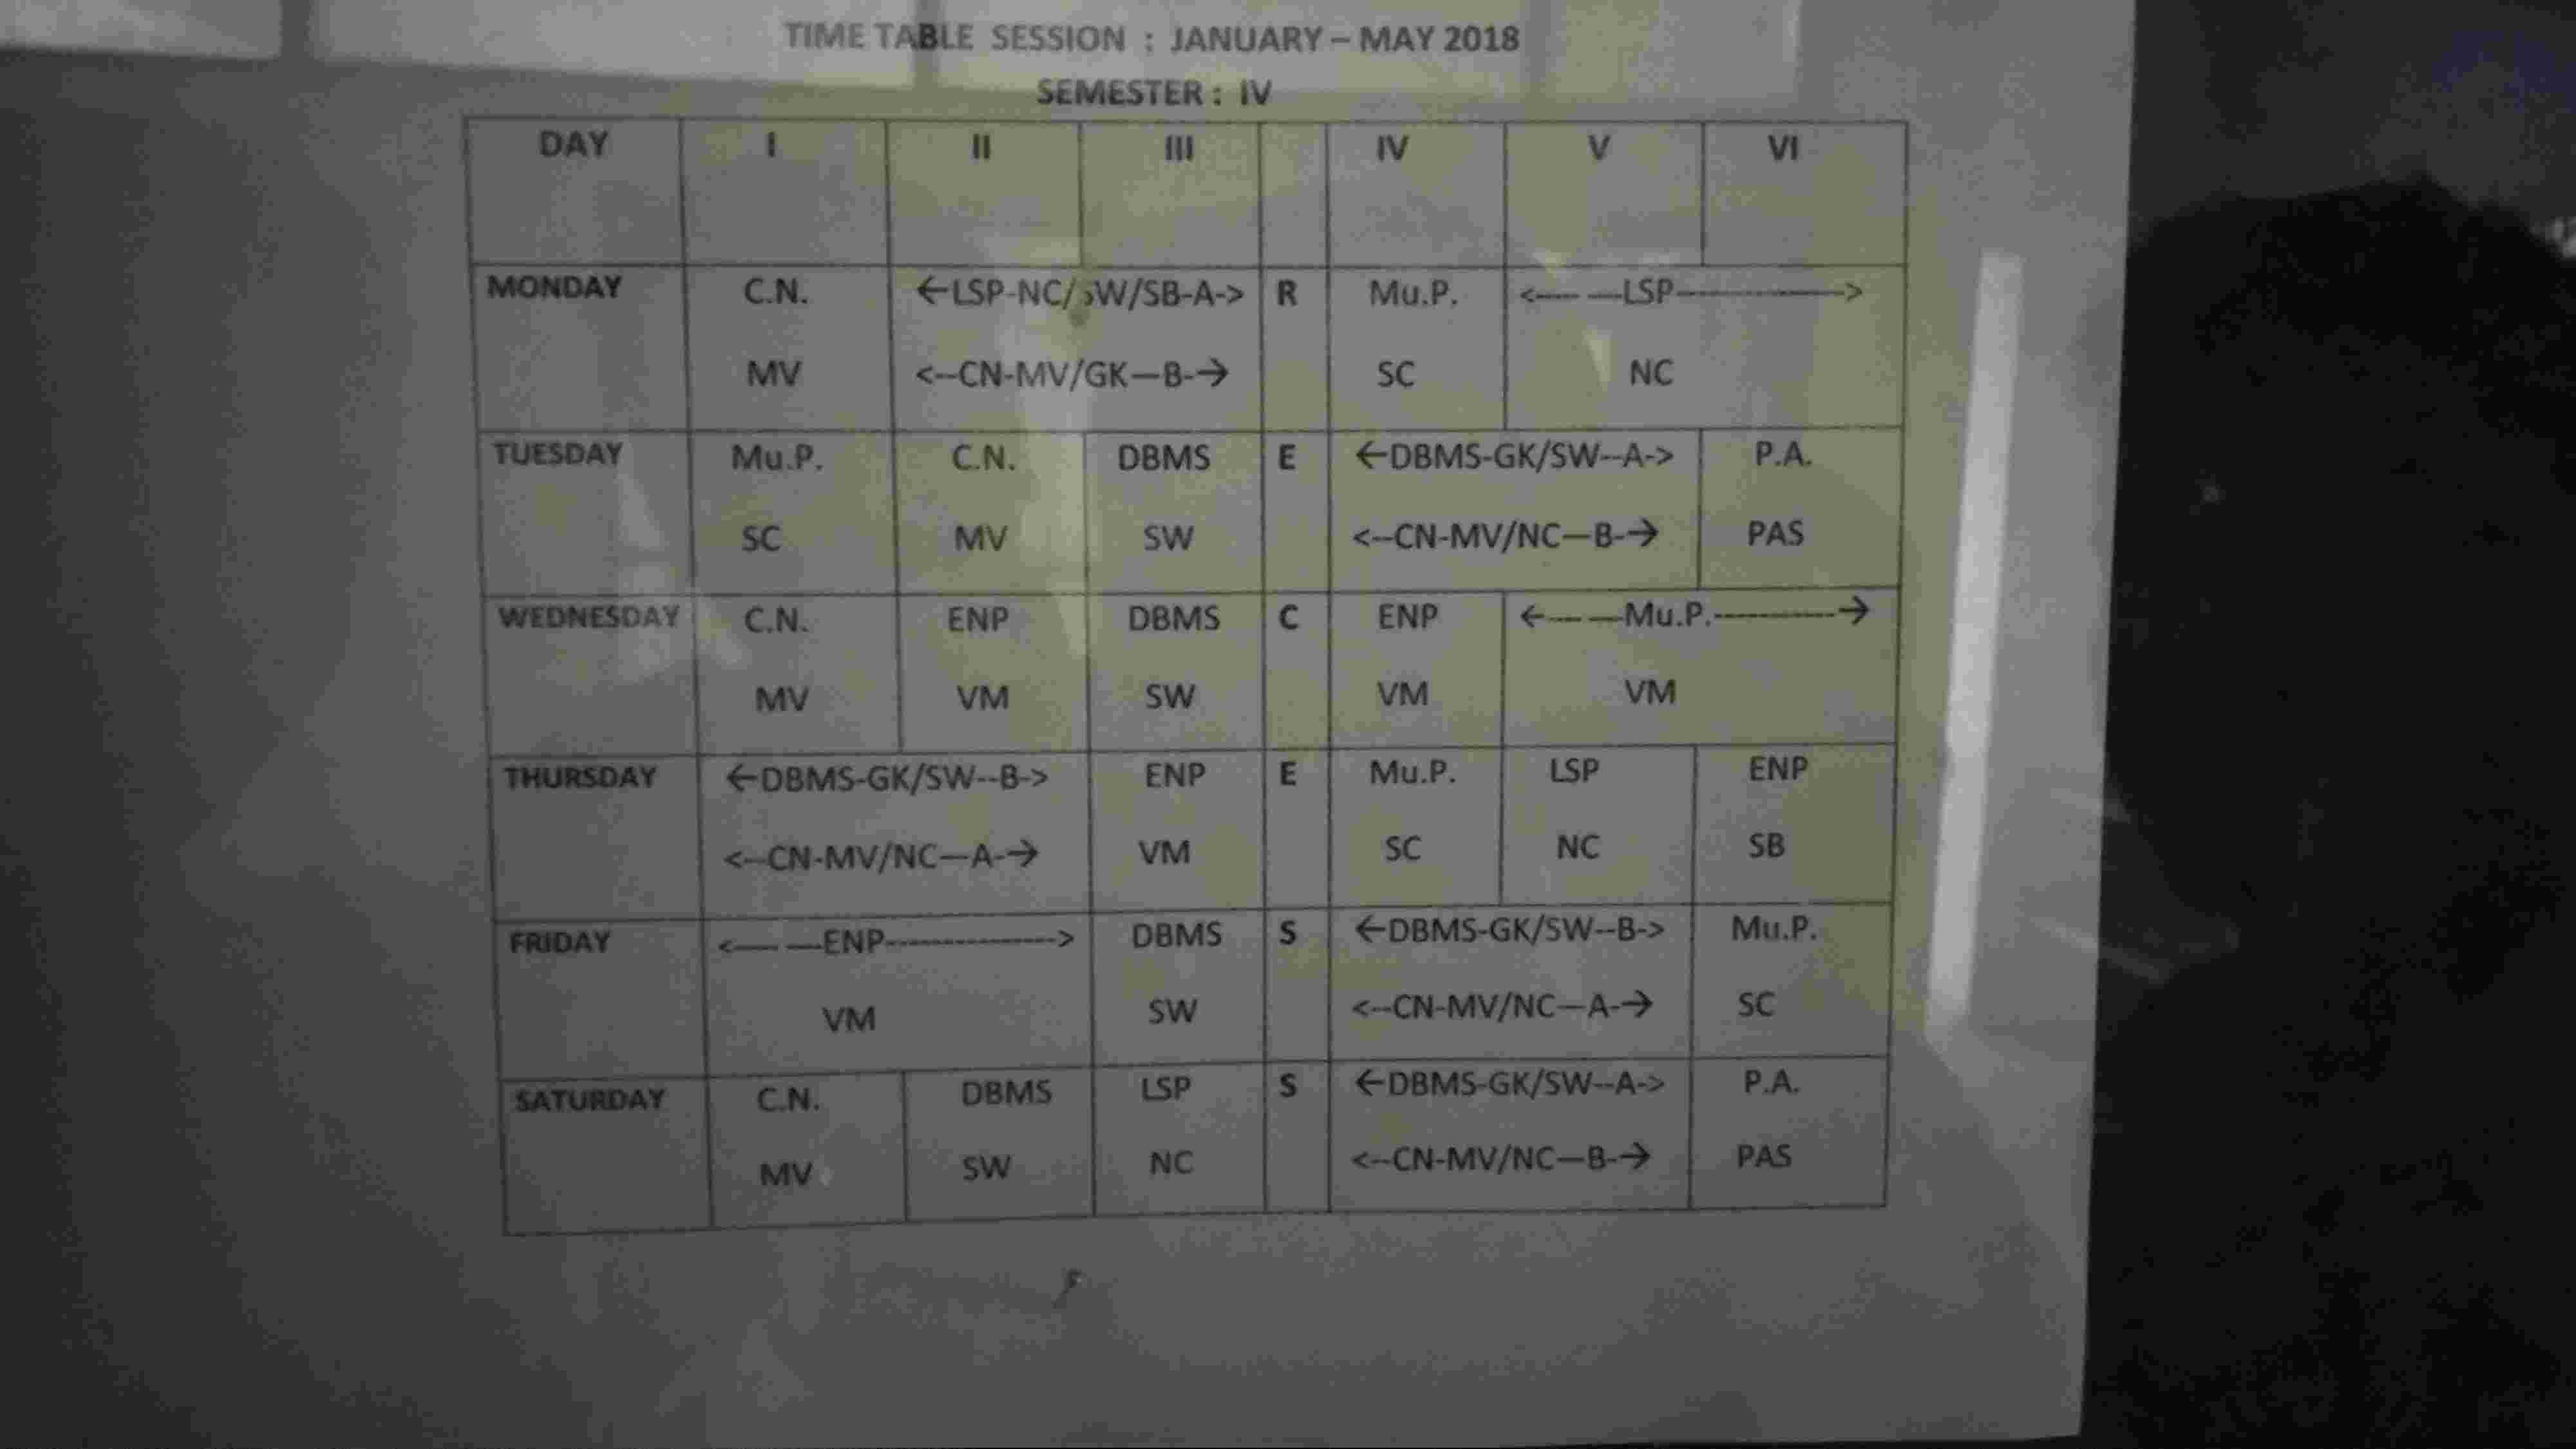 TIME TABLE SESSION : JANUARY – MAY 2018
SEMESTER : IV
DAY I II III IV V VI
MONDAY C.N. ←LSP-NC/SW/SB-A-> R Mu.P. <---- —LSP--------------->
MV <--CN-MV/GK—B-→ SC NC
TUESDAY Mu.P. C.N. DBMS E ←DBMS-GK/SW--A-> P.A.
SC MV SW <--CN-MV/NC—B-→ PAS
WEDNESDAY C.N. ENP DBMS C ENP ←--- —Mu.P.-----------→
MV VM SW VM VM
THURSDAY ←DBMS-GK/SW--B-> ENP E Mu.P. LSP ENP
<--CN-MV/NC—A-→ VM SC NC SB
FRIDAY <---- —ENP---------------> DBMS S ←DBMS-GK/SW--B-> Mu.P.
VM SW <--CN-MV/NC—A-→ SC
SATURDAY C.N. DBMS LSP S ←DBMS-GK/SW--A-> P.A.
MV SW NC <--CN-MV/NC—B-→ PAS